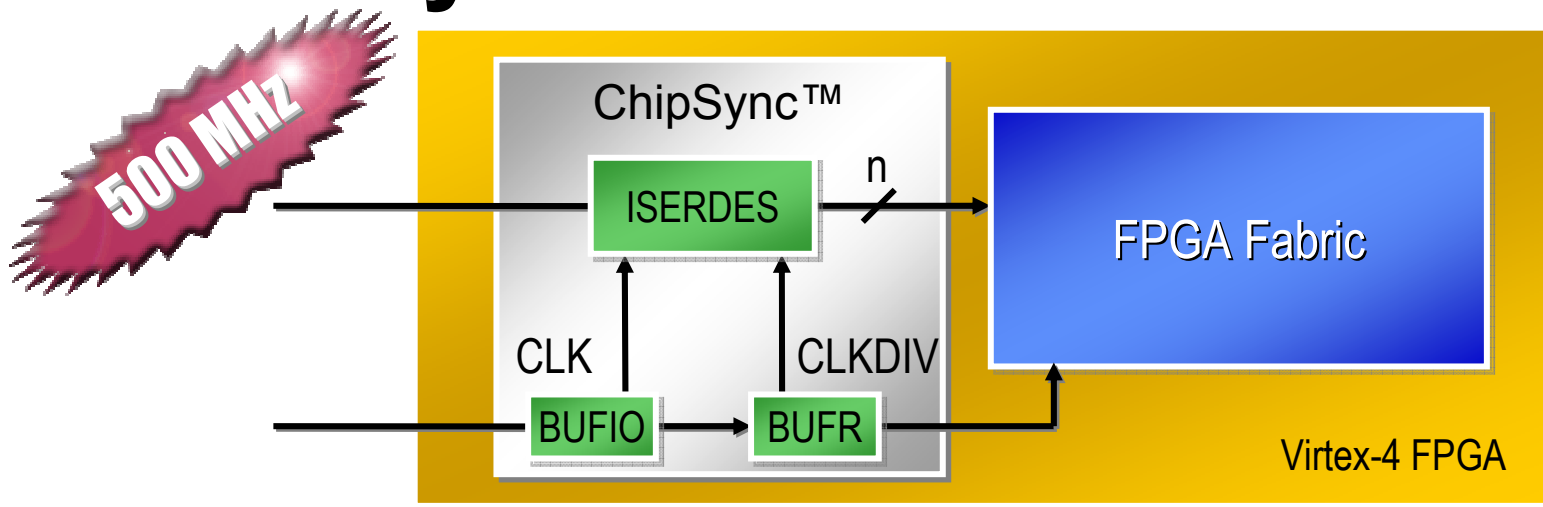 500 MHz
ChipSync™
n
ISERDES
FPGA Fabric
CLK
CLKDIV
BUFIO
BUFR
Virtex-4 FPGA